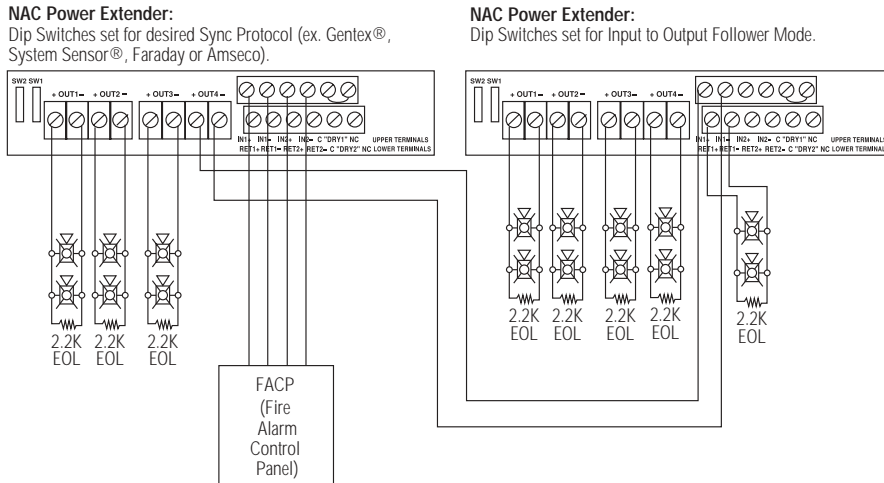 NAC Power Extender:
Dip Switches set for desired Sync Protocol (ex. Gentex®,
System Sensor®, Faraday or Amseco).
SW2 SW1
+ OUT1 – + OUT2 – + OUT3 – + OUT4 –
IN1+ IN1– IN2+ IN2– C "DRY1" NC UPPER TERMINALS
RET1+ RET1– RET2+ RET2– C "DRY2" NC LOWER TERMINALS
2.2K
EOL
2.2K
EOL
2.2K
EOL
FACP
(Fire
Alarm
Control
Panel)
NAC Power Extender:
Dip Switches set for Input to Output Follower Mode.
SW2 SW1
+ OUT1 – + OUT2 – + OUT3 – + OUT4 –
IN1+ IN1– IN2+ IN2– C "DRY1" NC UPPER TERMINALS
RET1+ RET1– RET2+ RET2– C "DRY2" NC LOWER TERMINALS
2.2K
EOL
2.2K
EOL
2.2K
EOL
2.2K
EOL
2.2K
EOL